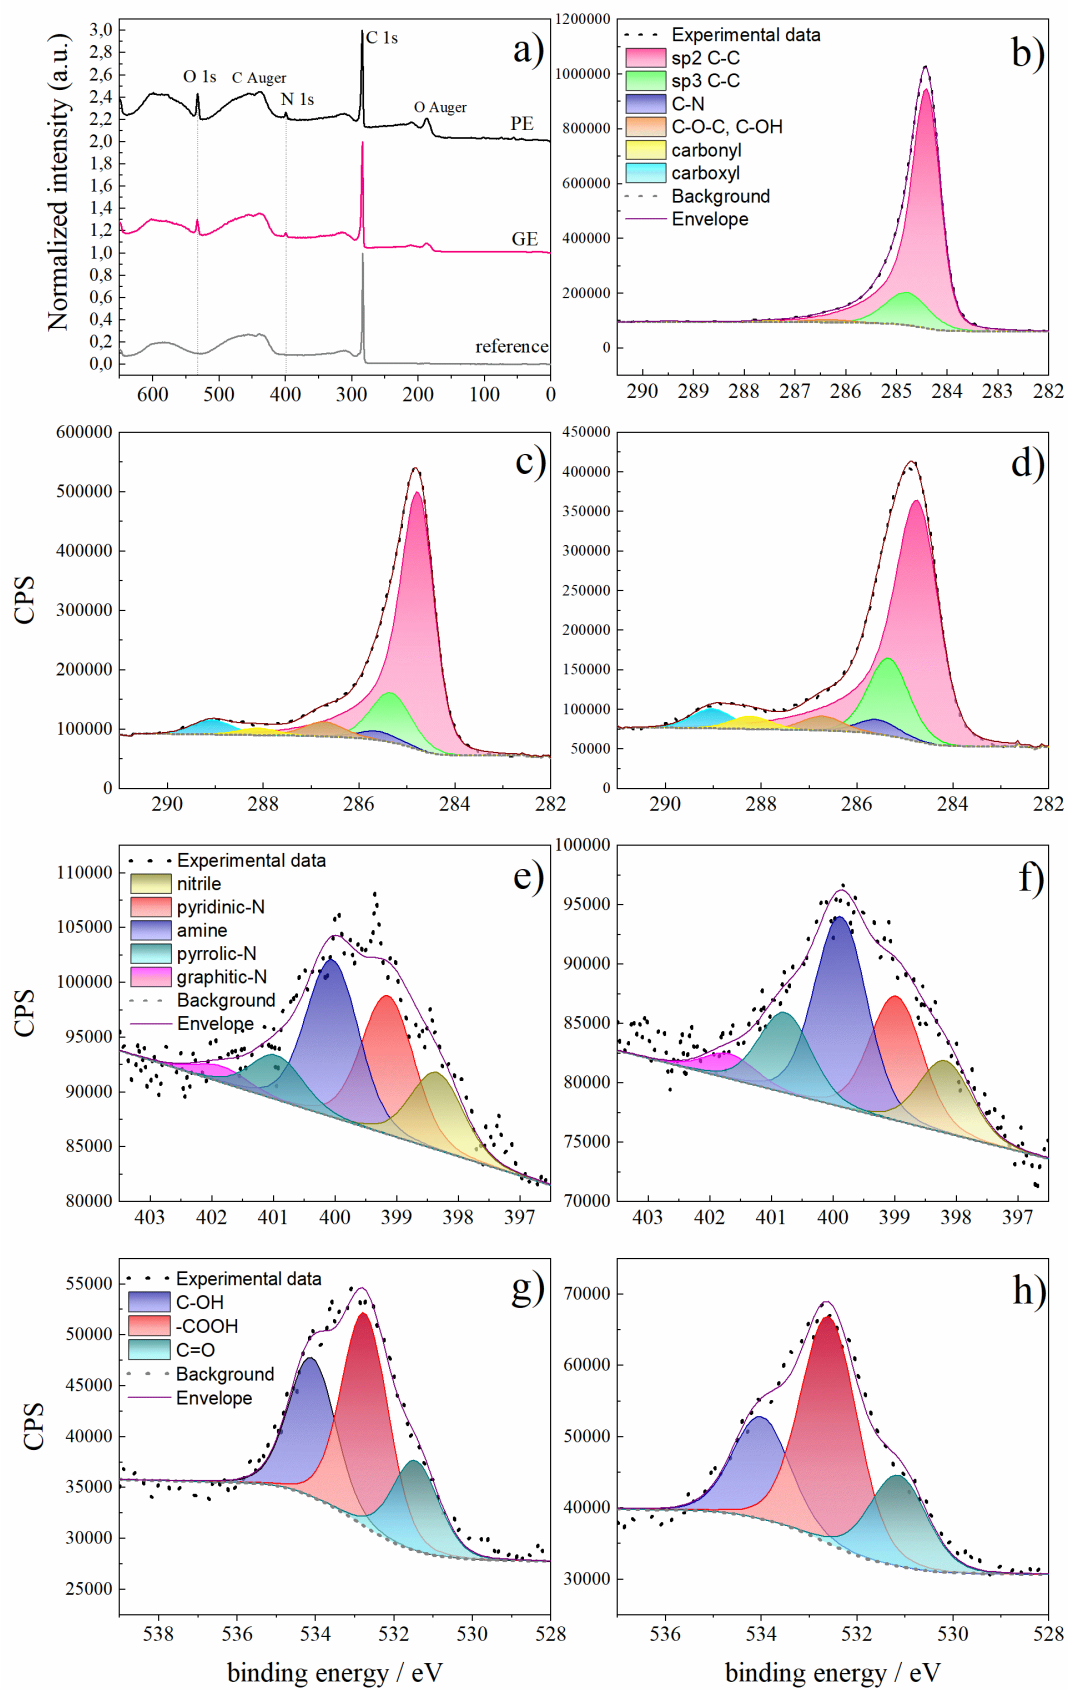 a)
Normalized intensity (a.u.)
3,0
2,8
2,6
2,4
2,2
2,0
1,8
1,6
1,4
1,2
1,0
0,8
0,6
0,4
0,2
0,0
C 1s
O 1s
C Auger
N 1s
O Auger
PE
GE
reference
600 500 400 300 200 100 0
b)
1200000
1000000
800000
600000
400000
200000
0
Experimental data
sp2 C-C
sp3 C-C
C-N
C-O-C, C-OH
carbonyl
carboxyl
Background
Envelope
290 289 288 287 286 285 284 283 282
c)
CPS
600000
500000
400000
300000
200000
100000
0
290 288 286 284 282
d)
450000
400000
350000
300000
250000
200000
150000
100000
50000
0
290 288 286 284 282
e)
CPS
110000
105000
100000
95000
90000
85000
80000
Experimental data
nitrile
pyridinic-N
amine
pyrrolic-N
graphitic-N
Background
Envelope
403 402 401 400 399 398 397
f)
100000
95000
90000
85000
80000
75000
70000
403 402 401 400 399 398 397
g)
CPS
55000
50000
45000
40000
35000
30000
25000
Experimental data
C-OH
-COOH
C=O
Background
Envelope
538 536 534 532 530 528
binding energy / eV
h)
70000
60000
50000
40000
30000
536 534 532 530 528
binding energy / eV